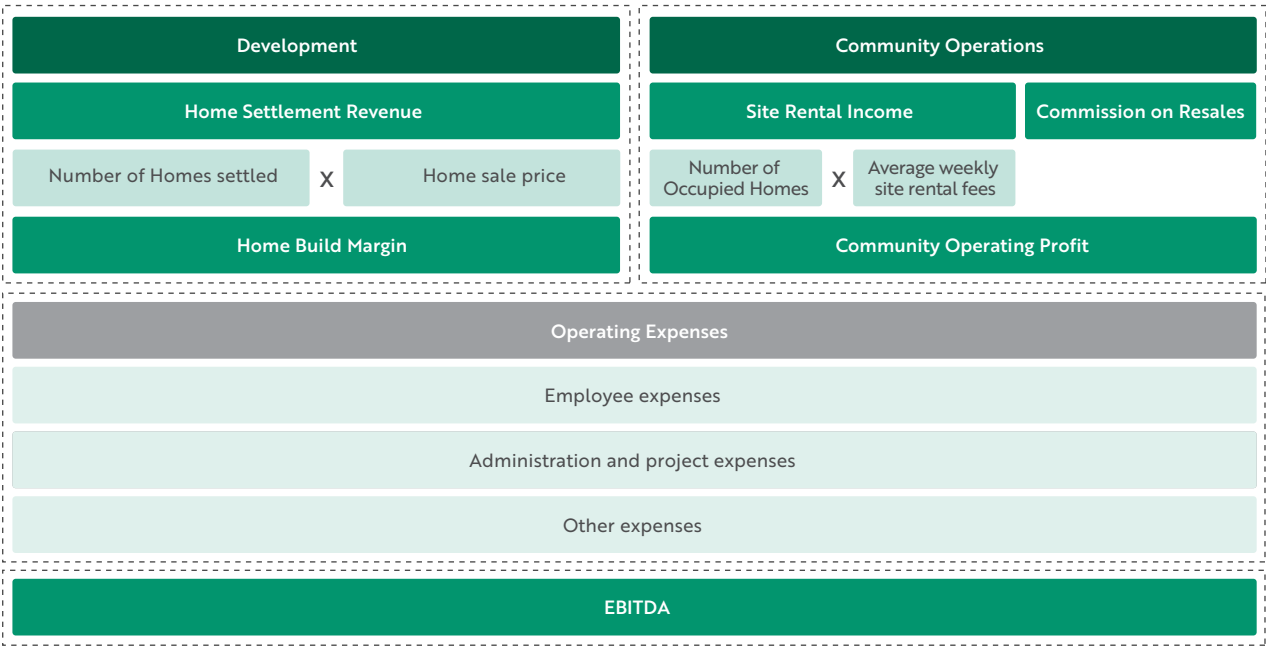 Development
Home Settlement Revenue
Number of Homes settled X Home sale price
Home Build Margin
Community Operations
Site Rental Income Commission on Resales
Number of
Occupied Homes
X
Average weekly
site rental fees
Community Operating Profit
Operating Expenses
Employee expenses
Administration and project expenses
Other expenses
EBITDA